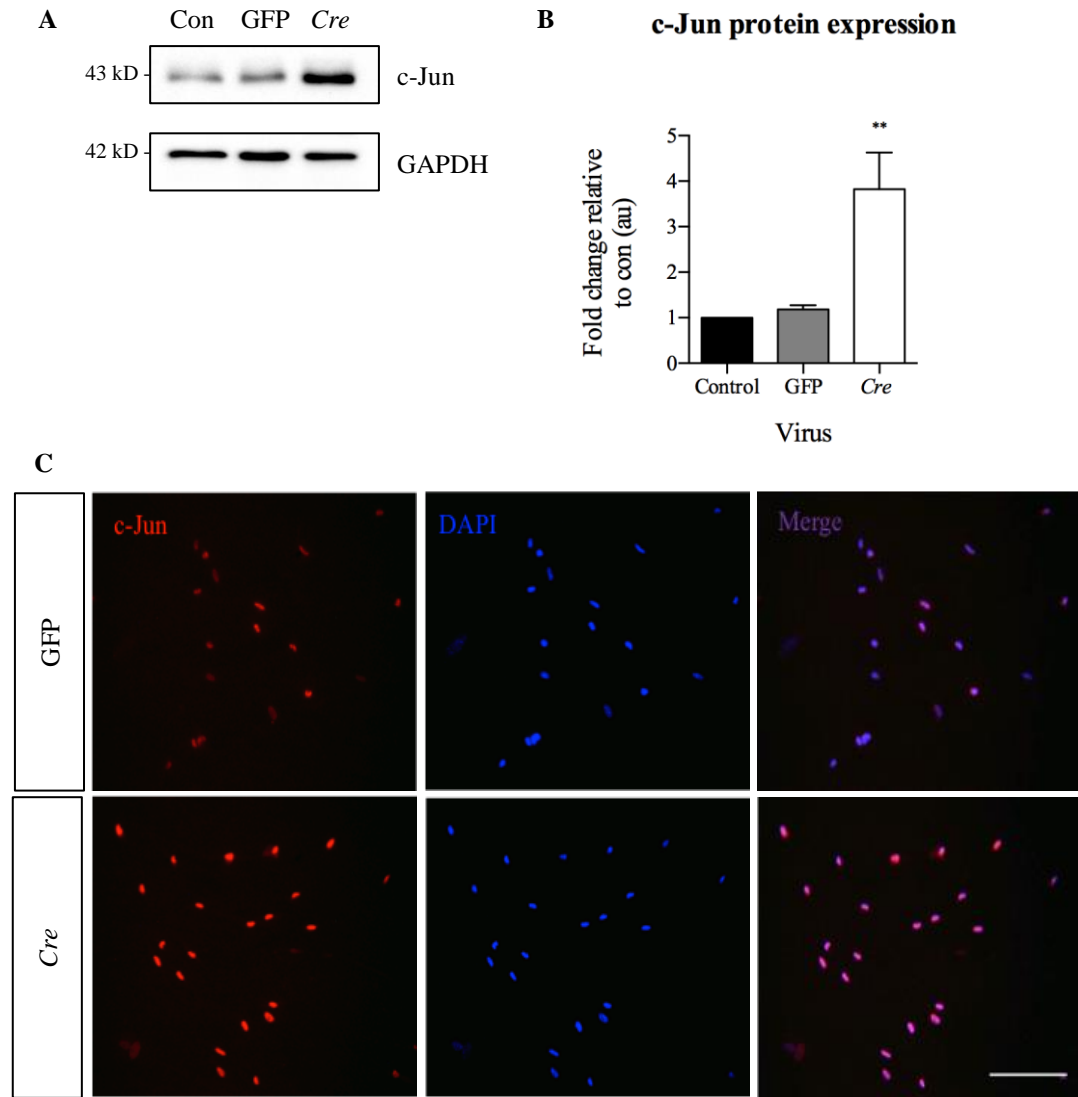 A
Con GFP Cre
43 kD
c-Jun
42 kD
GAPDH
B
c-Jun protein expression
**
Fold change relative
to con (au)
5
4
3
2
1
0
Control GFP Cre
Virus
C
GFP
c-Jun DAPI Merge
Cre